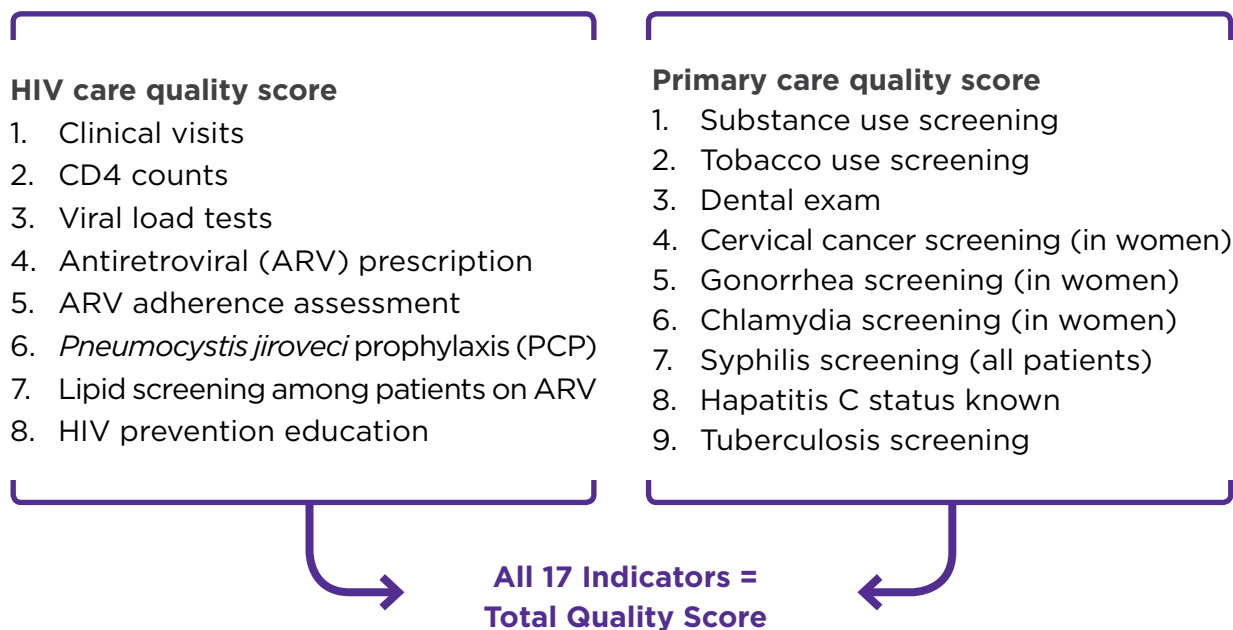 HIV care quality score
1. Clinical visits
2. CD4 counts
3. Viral load tests
4. Antiretroviral (ARV) prescription
5. ARV adherence assessment
6. Pneumocystis jiroveci prophylaxis (PCP)
7. Lipid screening among patients on ARV
8. HIV prevention education
Primary care quality score
1. Substance use screening
2. Tobacco use screening
3. Dental exam
4. Cervical cancer screening (in women)
5. Gonorrhea screening (in women)
6. Chlamydia screening (in women)
7. Syphilis screening (all patients)
8. Hapatitis C status known
9. Tuberculosis screening
All 17 Indicators =
Total Quality Score